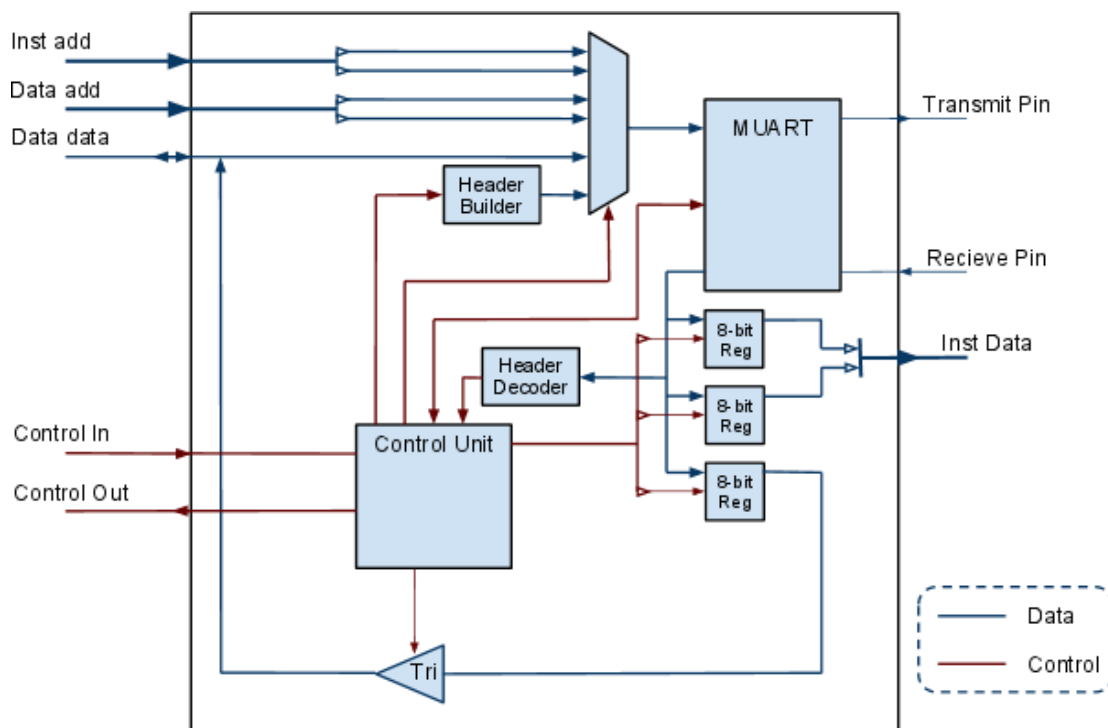 Inst add
Data add
Data data
Header
Builder
MUART
Transmit Pin
Recieve Pin
8-bit
Reg
Inst Data
Header
Decoder
8-bit
Reg
Control In
Control Unit
Control Out
8-bit
Reg
Tri
Data
Control